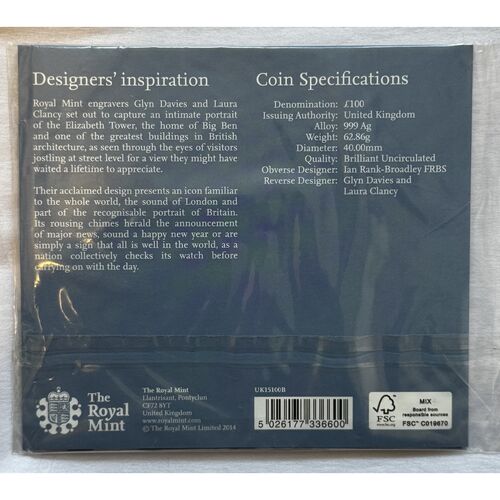 Designers' inspiration
Royal Mint engravers Glyn Davies and Laura
Clancy set out to capture an intimate portrait
of the Elizabeth Tower, the home of Big Ben
and one of the greatest buildings in British
architecture, as seen through the eyes of visitors
jostling at street level for a view they might have
waited a lifetime to appreciate.
Their acclaimed design presents an icon familiar
to the whole world, the sound of London and
part of the recognisable portrait of Britain.
Its rousing chimes herald the announcement
of major news, sound a happy new year or are
simply a sign that all is well in the world, as a
nation collectively checks its watch before
carrying on with the day.
Coin Specifications
Denomination: £100
Issuing Authority: United Kingdom
Alloy: 999 Ag
Weight: 62.86g
Diameter: 40.00mm
Quality: Brilliant Uncirculated
Obverse Designer: Ian Rank-Broadley FRBS
Reverse Designer: Glyn Davies and
Laura Clancy
The
Royal
Mint
The Royal Mint
Llantrisant, Pontyclun
CF72 8YT
United Kingdom
www.royalmint.com
© The Royal Mint Limited 2014
UK15100B
5 026177 336600
FSC
www.fsc.org
MIX
Board from
responsible sources
FSC™ C019670